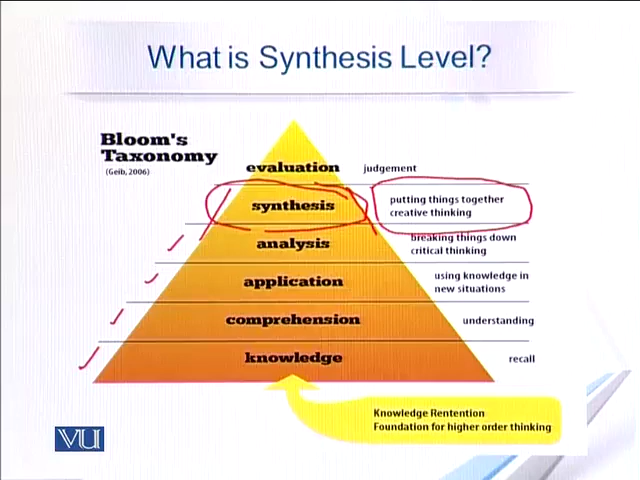 What is Synthesis Level?
Bloom's
Taxonomy
(Geib, 2006)
evaluation
judgement
synthesis
putting things together
creative thinking
analysis
breaking things down
critical thinking
application
using knowledge in
new situations
comprehension
understanding
knowledge
recall
Knowledge Rentention
Foundation for higher order thinking
VU